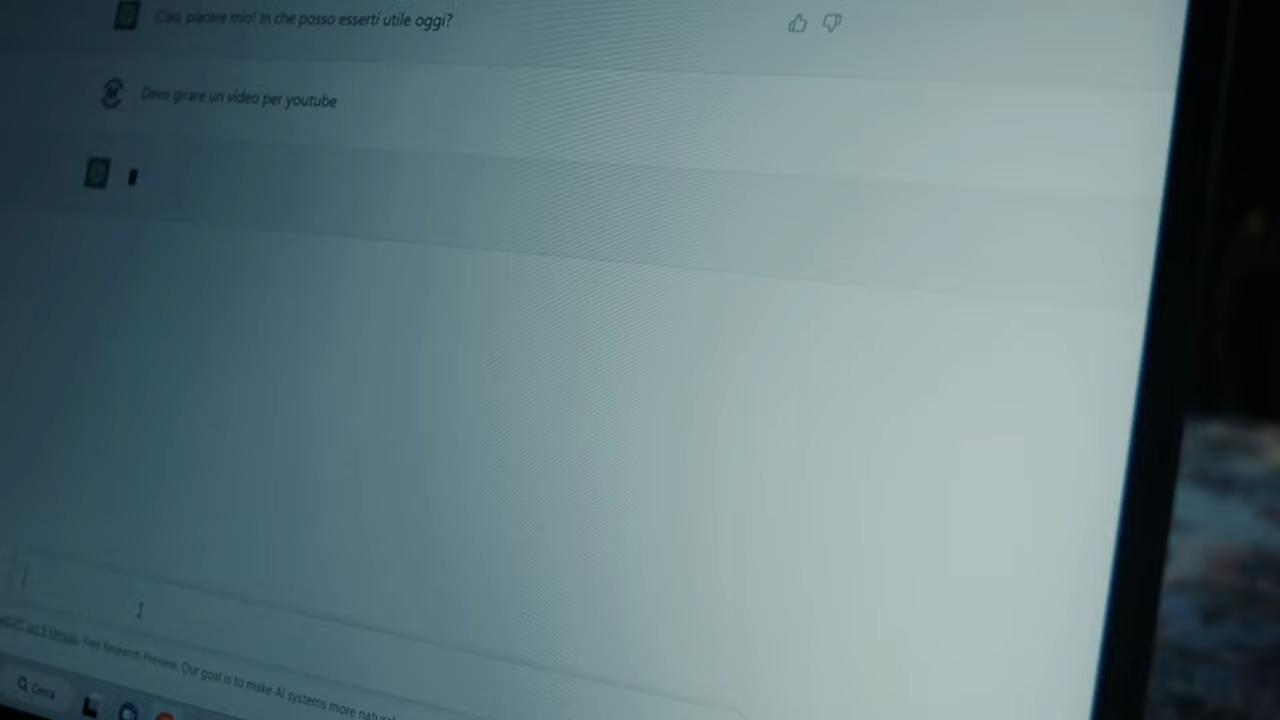 Ciao, piacere mio! In che posso esserti utile oggi?
Devo girare un video per youtube
Free Research Preview. Our goal is to make AI systems more natural
Cerca